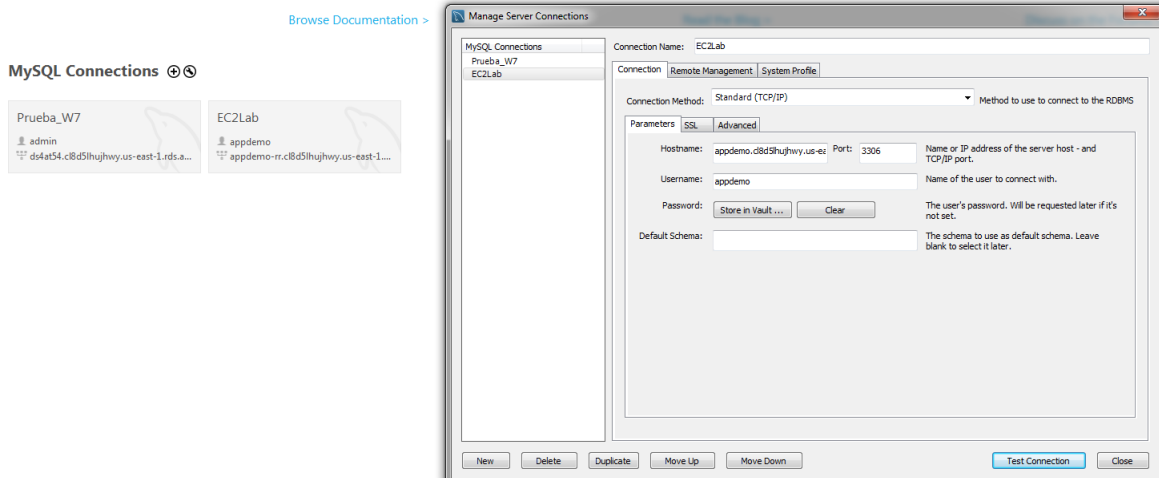 Browse Documentation >
MySQL Connections
Prueba_W7
admin
ds4at54.cl8d5lhujhwy.us-east-1.rds.a...
EC2Lab
appdemo
appdemo-rr.cl8d5lhujhwy.us-east-1....
Manage Server Connections
MySQL Connections
Prueba_W7
EC2Lab
Connection Name: EC2Lab
Connection Remote Management System Profile
Connection Method: Standard (TCP/IP) Method to use to connect to the RDBMS
Parameters SSL Advanced
Hostname: appdemo.cl8d5lhujhwy.us-ea Port: 3306 Name or IP address of the server host - and
TCP/IP port.
Username: appdemo Name of the user to connect with.
Password: Store in Vault ... Clear The user's password. Will be requested later if it's
not set.
Default Schema: The schema to use as default schema. Leave
blank to select it later.
New Delete Duplicate Move Up Move Down Test Connection Close